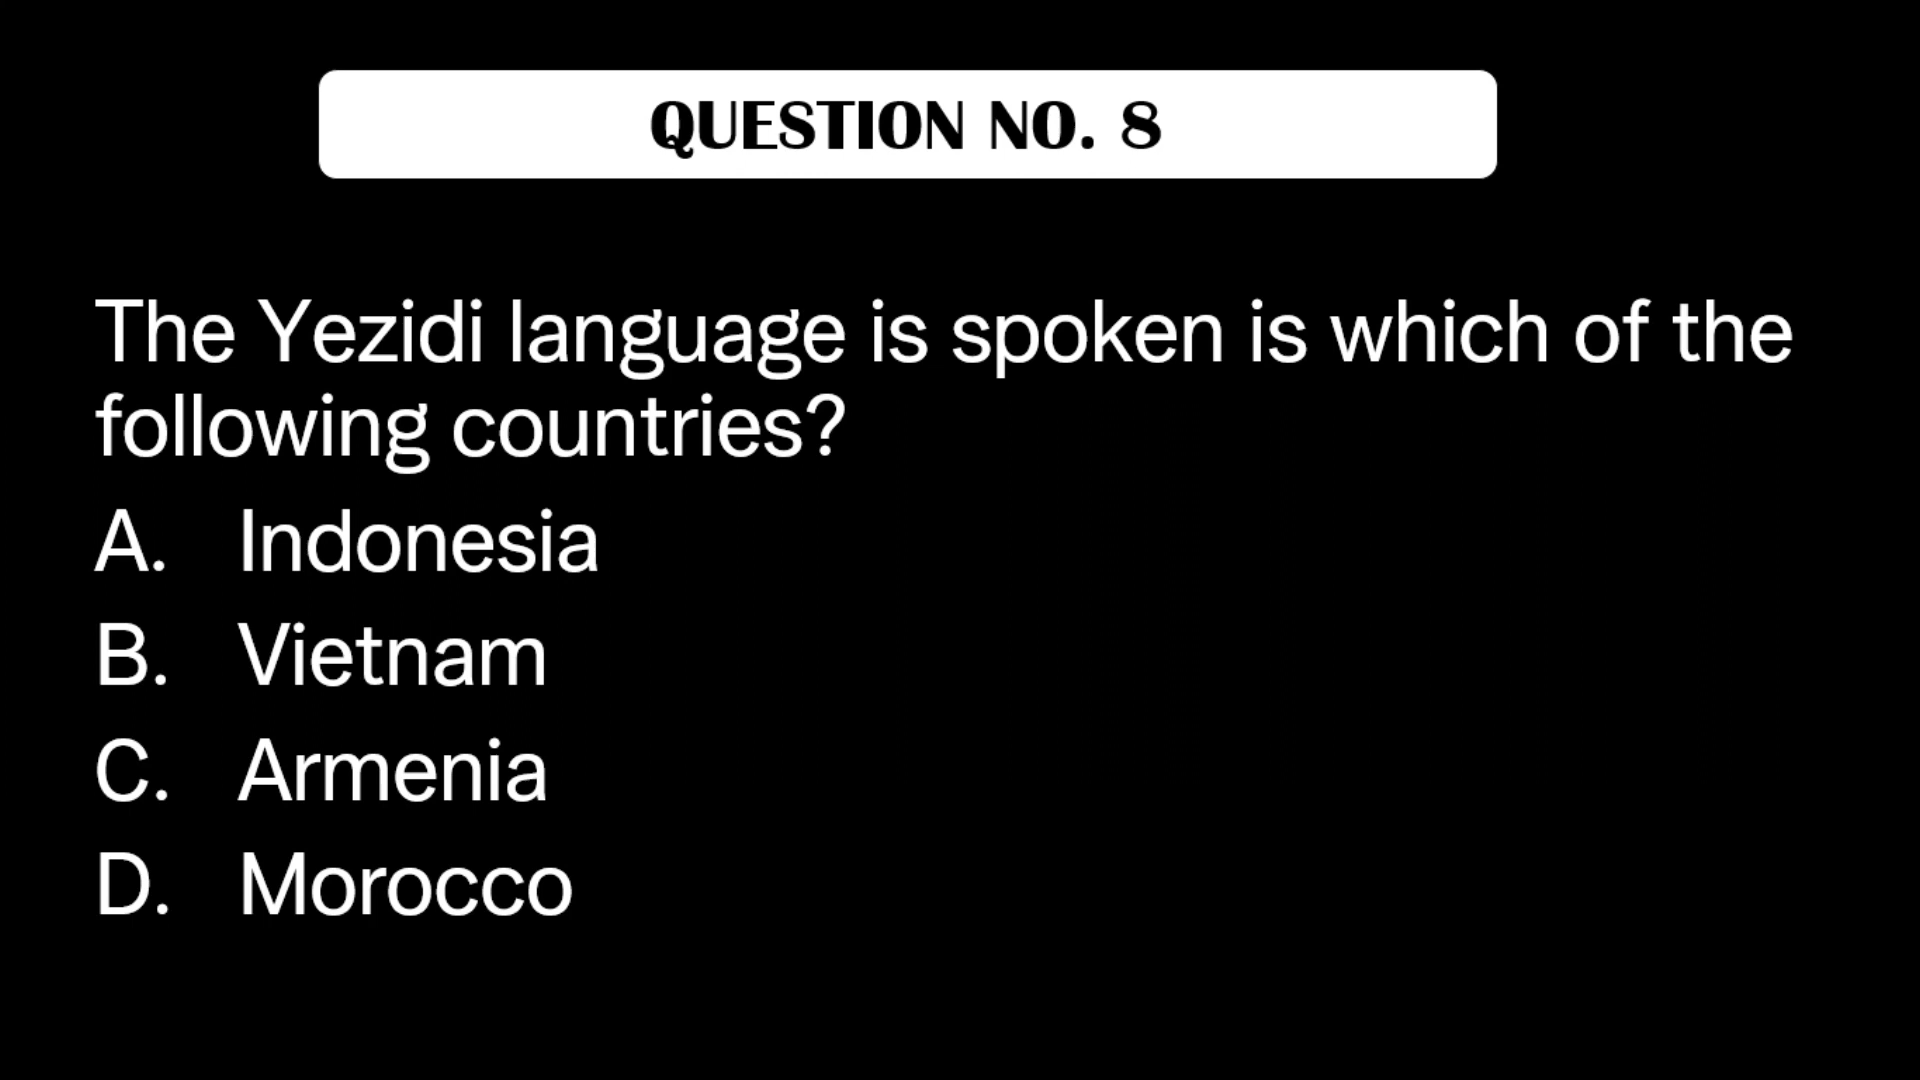 QUESTION NO. 8
The Yezidi language is spoken is which of the
following countries?
A. Indonesia
B. Vietnam
C. Armenia
D. Morocco